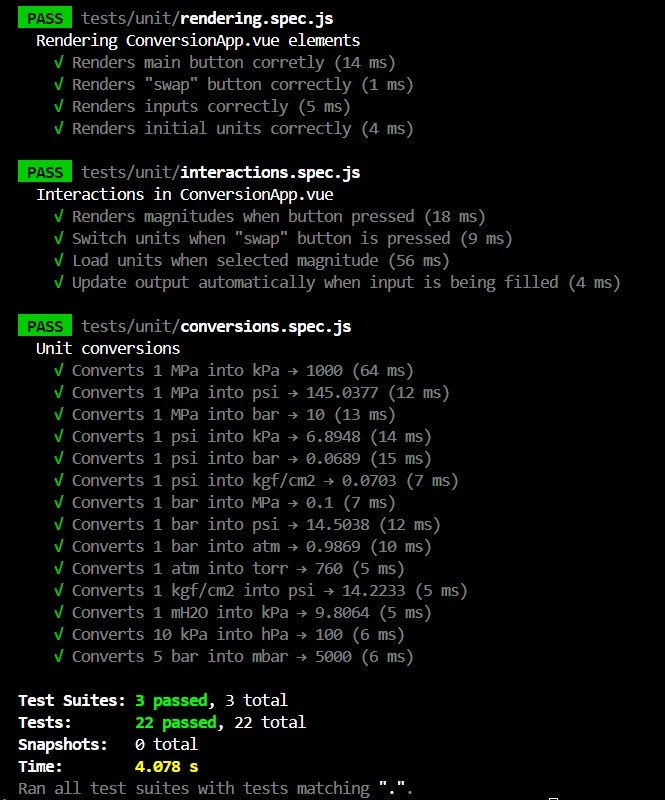 PASS tests/unit/rendering.spec.js
Rendering ConversionApp.vue elements
√ Renders main button corretly (14 ms)
√ Renders "swap" button correctly (1 ms)
√ Renders inputs correctly (5 ms)
√ Renders initial units correctly (4 ms)
PASS tests/unit/interactions.spec.js
Interactions in ConversionApp.vue
√ Renders magnitudes when button pressed (18 ms)
√ Switch units when "swap" button is pressed (9 ms)
√ Load units when selected magnitude (56 ms)
√ Update output automatically when input is being filled (4 ms)
PASS tests/unit/conversions.spec.js
Unit conversions
√ Converts 1 MPa into kPa → 1000 (64 ms)
√ Converts 1 MPa into psi → 145.0377 (12 ms)
√ Converts 1 MPa into bar → 10 (13 ms)
√ Converts 1 psi into kPa → 6.8948 (14 ms)
√ Converts 1 psi into bar → 0.0689 (15 ms)
√ Converts 1 psi into kgf/cm2 → 0.0703 (7 ms)
√ Converts 1 bar into MPa → 0.1 (7 ms)
√ Converts 1 bar into psi → 14.5038 (12 ms)
√ Converts 1 bar into atm → 0.9869 (10 ms)
√ Converts 1 atm into torr → 760 (5 ms)
√ Converts 1 kgf/cm2 into psi → 14.2233 (5 ms)
√ Converts 1 mH2O into kPa → 9.8064 (5 ms)
√ Converts 10 kPa into hPa → 100 (6 ms)
√ Converts 5 bar into mbar → 5000 (6 ms)
Test Suites: 3 passed, 3 total
Tests: 22 passed, 22 total
Snapshots: 0 total
Time: 4.078 s
Ran all test suites with tests matching ".".